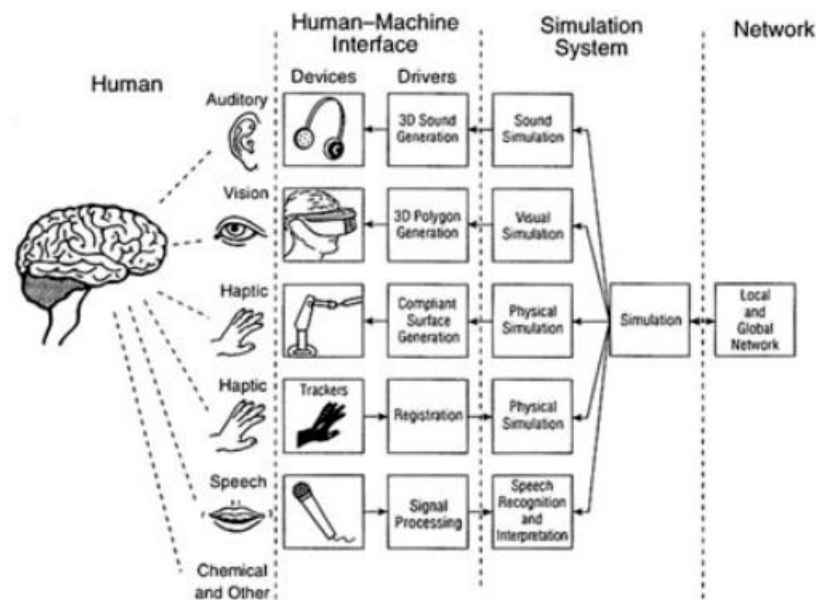 Human–Machine
Interface
Simulation
System
Network
Human
Devices
Drivers
Auditory
3D Sound
Generation
Sound
Simulation
Vision
3D Polygon
Generation
Visual
Simulation
Haptic
Compliant
Surface
Generation
Physical
Simulation
Simulation
Local
and
Global
Network
Haptic
Trackers
Registration
Physical
Simulation
Speech
Signal
Processing
Speech
Recognition
and
Interpretation
Chemical
and Other